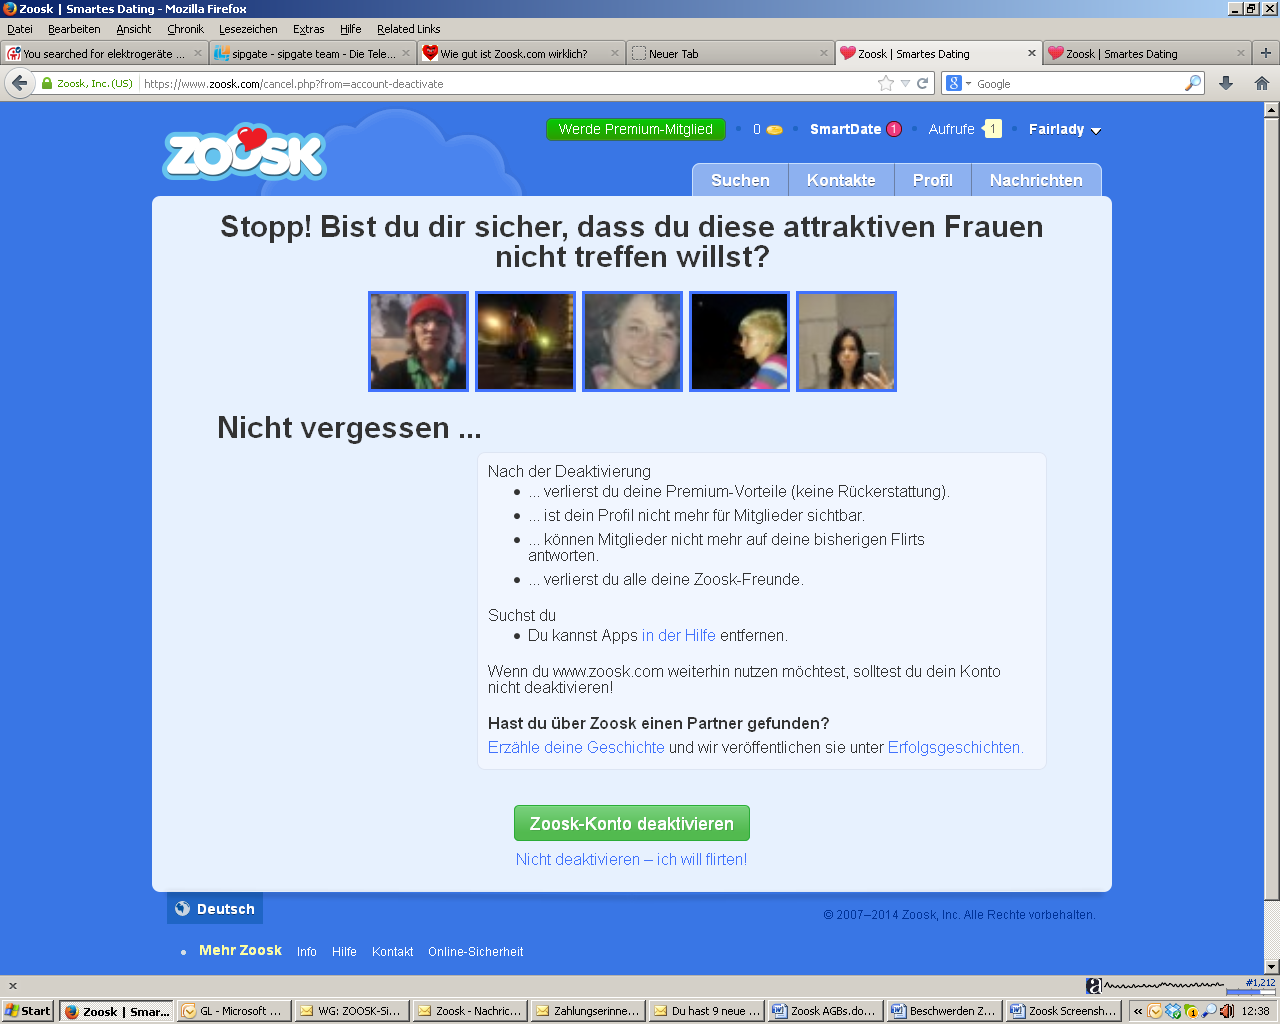 Zoosk | Smartes Dating - Mozilla Firefox
Datei Bearbeiten Ansicht Chronik Lesezeichen Extras Hilfe Related Links
You searched for elektrogeräte ... sipgate - sipgate team - Die Tele... Wie gut ist Zoosk.com wirklich? Neuer Tab Zoosk | Smartes Dating Zoosk | Smartes Dating
Zoosk, Inc. (US) https://www.zoosk.com/cancel.php?from=account-deactivate Google
Werde Premium-Mitglied 0 SmartDate 1 Aufrufe 1 Fairlady
ZOOSK
Suchen Kontakte Profil Nachrichten
Stopp! Bist du dir sicher, dass du diese attraktiven Frauen
nicht treffen willst?
Nicht vergessen ...
Nach der Deaktivierung
• ... verlierst du deine Premium-Vorteile (keine Rückerstattung).
• ... ist dein Profil nicht mehr für Mitglieder sichtbar.
• ... können Mitglieder nicht mehr auf deine bisherigen Flirts
antworten.
• ... verlierst du alle deine Zoosk-Freunde.
Suchst du
• Du kannst Apps in der Hilfe entfernen.
Wenn du www.zoosk.com weiterhin nutzen möchtest, solltest du dein Konto
nicht deaktivieren!
Hast du über Zoosk einen Partner gefunden?
Erzähle deine Geschichte und wir veröffentlichen sie unter Erfolgsgeschichten.
Zoosk-Konto deaktivieren
Nicht deaktivieren – ich will flirten!
Deutsch
© 2007–2014 Zoosk, Inc. Alle Rechte vorbehalten.
• Mehr Zoosk Info Hilfe Kontakt Online-Sicherheit
a #1,212
Start Zoosk | Smar... GL - Microsoft ... WG: ZOOSK-Si... Zoosk - Nachric... Zahlungserinne... Du hast 9 neue ... Zoosk AGBs.do... Beschwerden Z... Zoosk Screensh... « 12:38